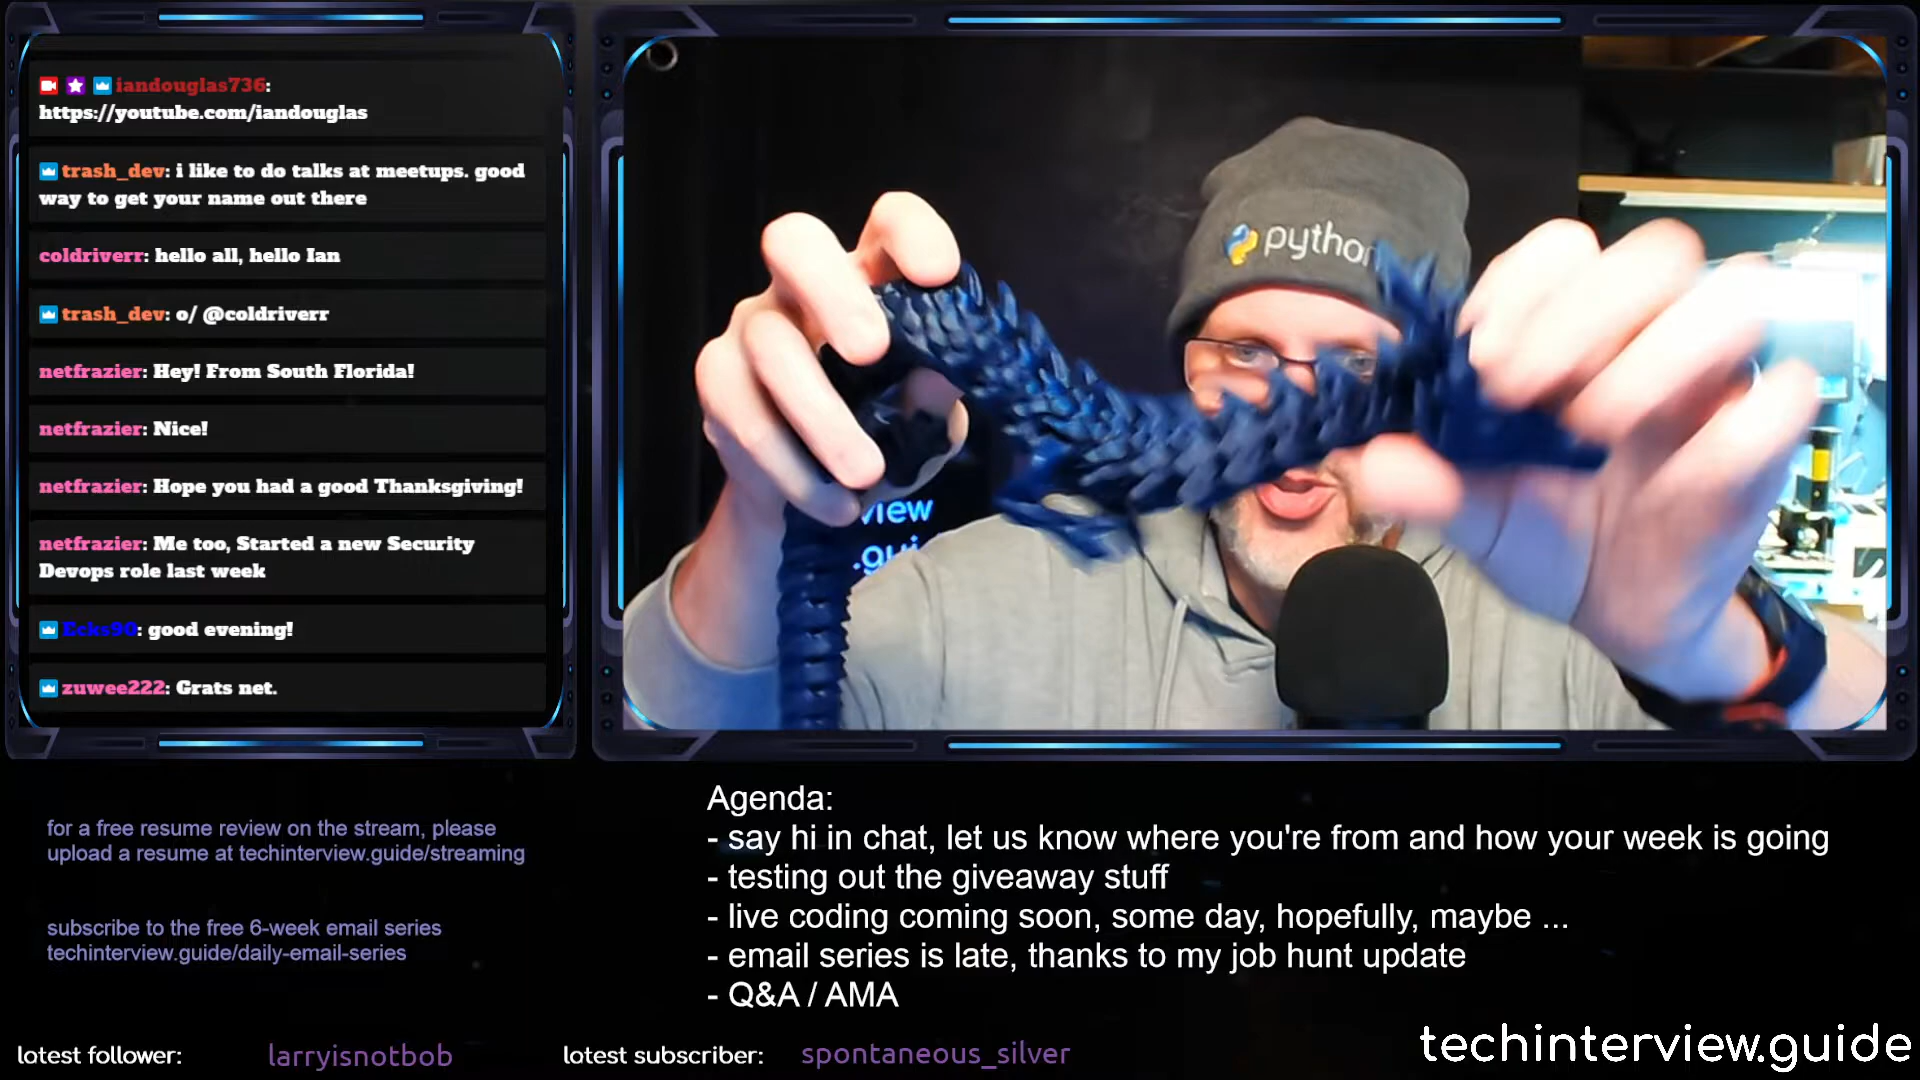 iandouglas736:
https://youtube.com/iandouglas
trash_dev: i like to do talks at meetups. good
way to get your name out there
coldriverr: hello all, hello Ian
trash_dev: o/ @coldriverr
netfrazier: Hey! From South Florida!
netfrazier: Nice!
netfrazier: Hope you had a good Thanksgiving!
netfrazier: Me too, Started a new Security
Devops role last week
Ecks90: good evening!
zuwee222: Grats net.
python
view
.gui
for a free resume review on the stream, please
upload a resume at techinterview.guide/streaming
subscribe to the free 6-week email series
techinterview.guide/daily-email-series
Agenda:
- say hi in chat, let us know where you're from and how your week is going
- testing out the giveaway stuff
- live coding coming soon, some day, hopefully, maybe ...
- email series is late, thanks to my job hunt update
- Q&A / AMA
latest follower: larryisnotbob
latest subscriber: spontaneous_silver
techinterview.guide